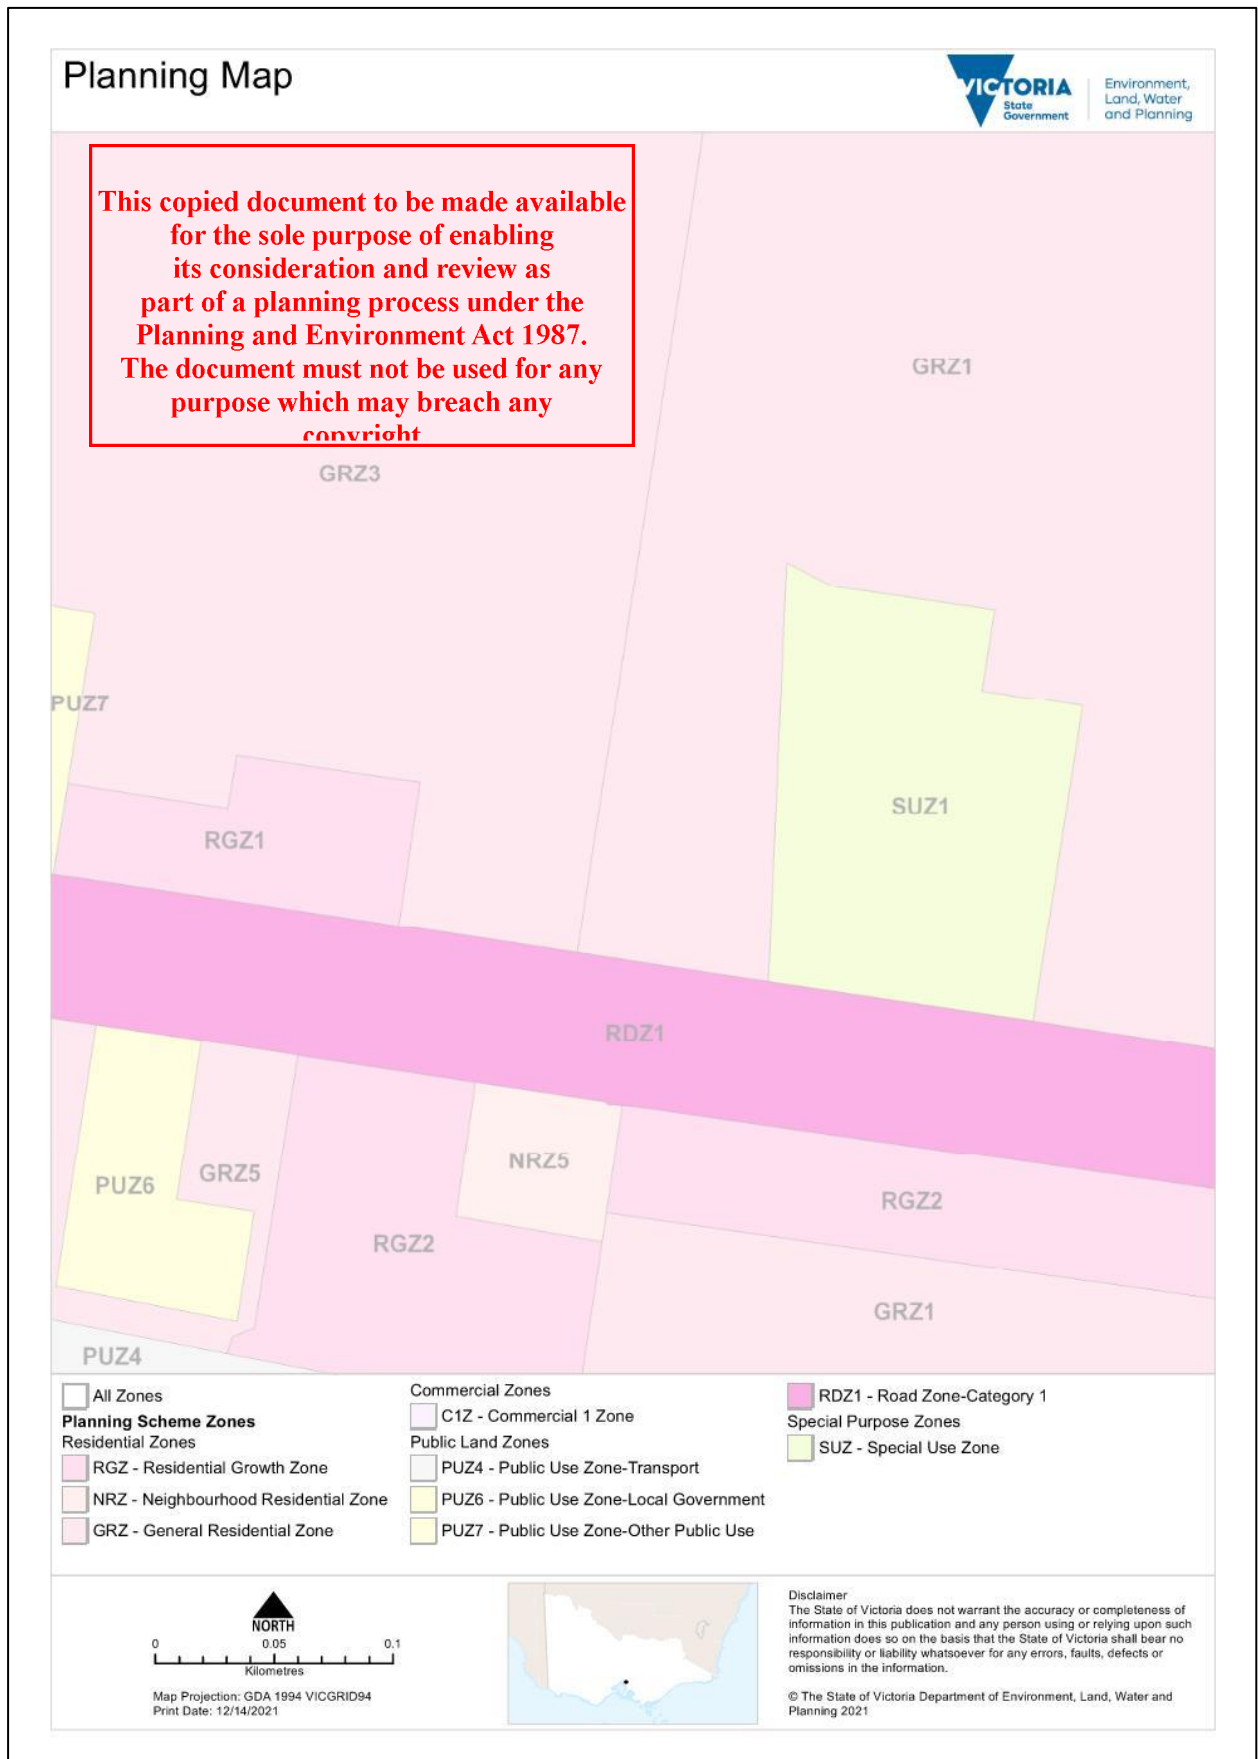 Planning Map
VICTORIA
State
Government
Environment,
Land, Water
and Planning
This copied document to be made available
for the sole purpose of enabling
its consideration and review as
part of a planning process under the
Planning and Environment Act 1987.
The document must not be used for any
purpose which may breach any
copyright
GRZ1
GRZ3
PUZ7
SUZ1
RGZ1
RDZ1
NRZ5
GRZ5
PUZ6
RGZ2
RGZ2
GRZ1
PUZ4
All Zones
Planning Scheme Zones
Residential Zones
RGZ - Residential Growth Zone
NRZ - Neighbourhood Residential Zone
GRZ - General Residential Zone
Commercial Zones
C1Z - Commercial 1 Zone
Public Land Zones
PUZ4 - Public Use Zone-Transport
PUZ6 - Public Use Zone-Local Government
PUZ7 - Public Use Zone-Other Public Use
RDZ1 - Road Zone-Category 1
Special Purpose Zones
SUZ - Special Use Zone
NORTH
0 0.05 0.1
Kilometres
Map Projection: GDA 1994 VICGRID94
Print Date: 12/14/2021
Disclaimer
The State of Victoria does not warrant the accuracy or completeness of
information in this publication and any person using or relying upon such
information does so on the basis that the State of Victoria shall bear no
responsibility or liability whatsoever for any errors, faults, defects or
omissions in the information.
© The State of Victoria Department of Environment, Land, Water and
Planning 2021